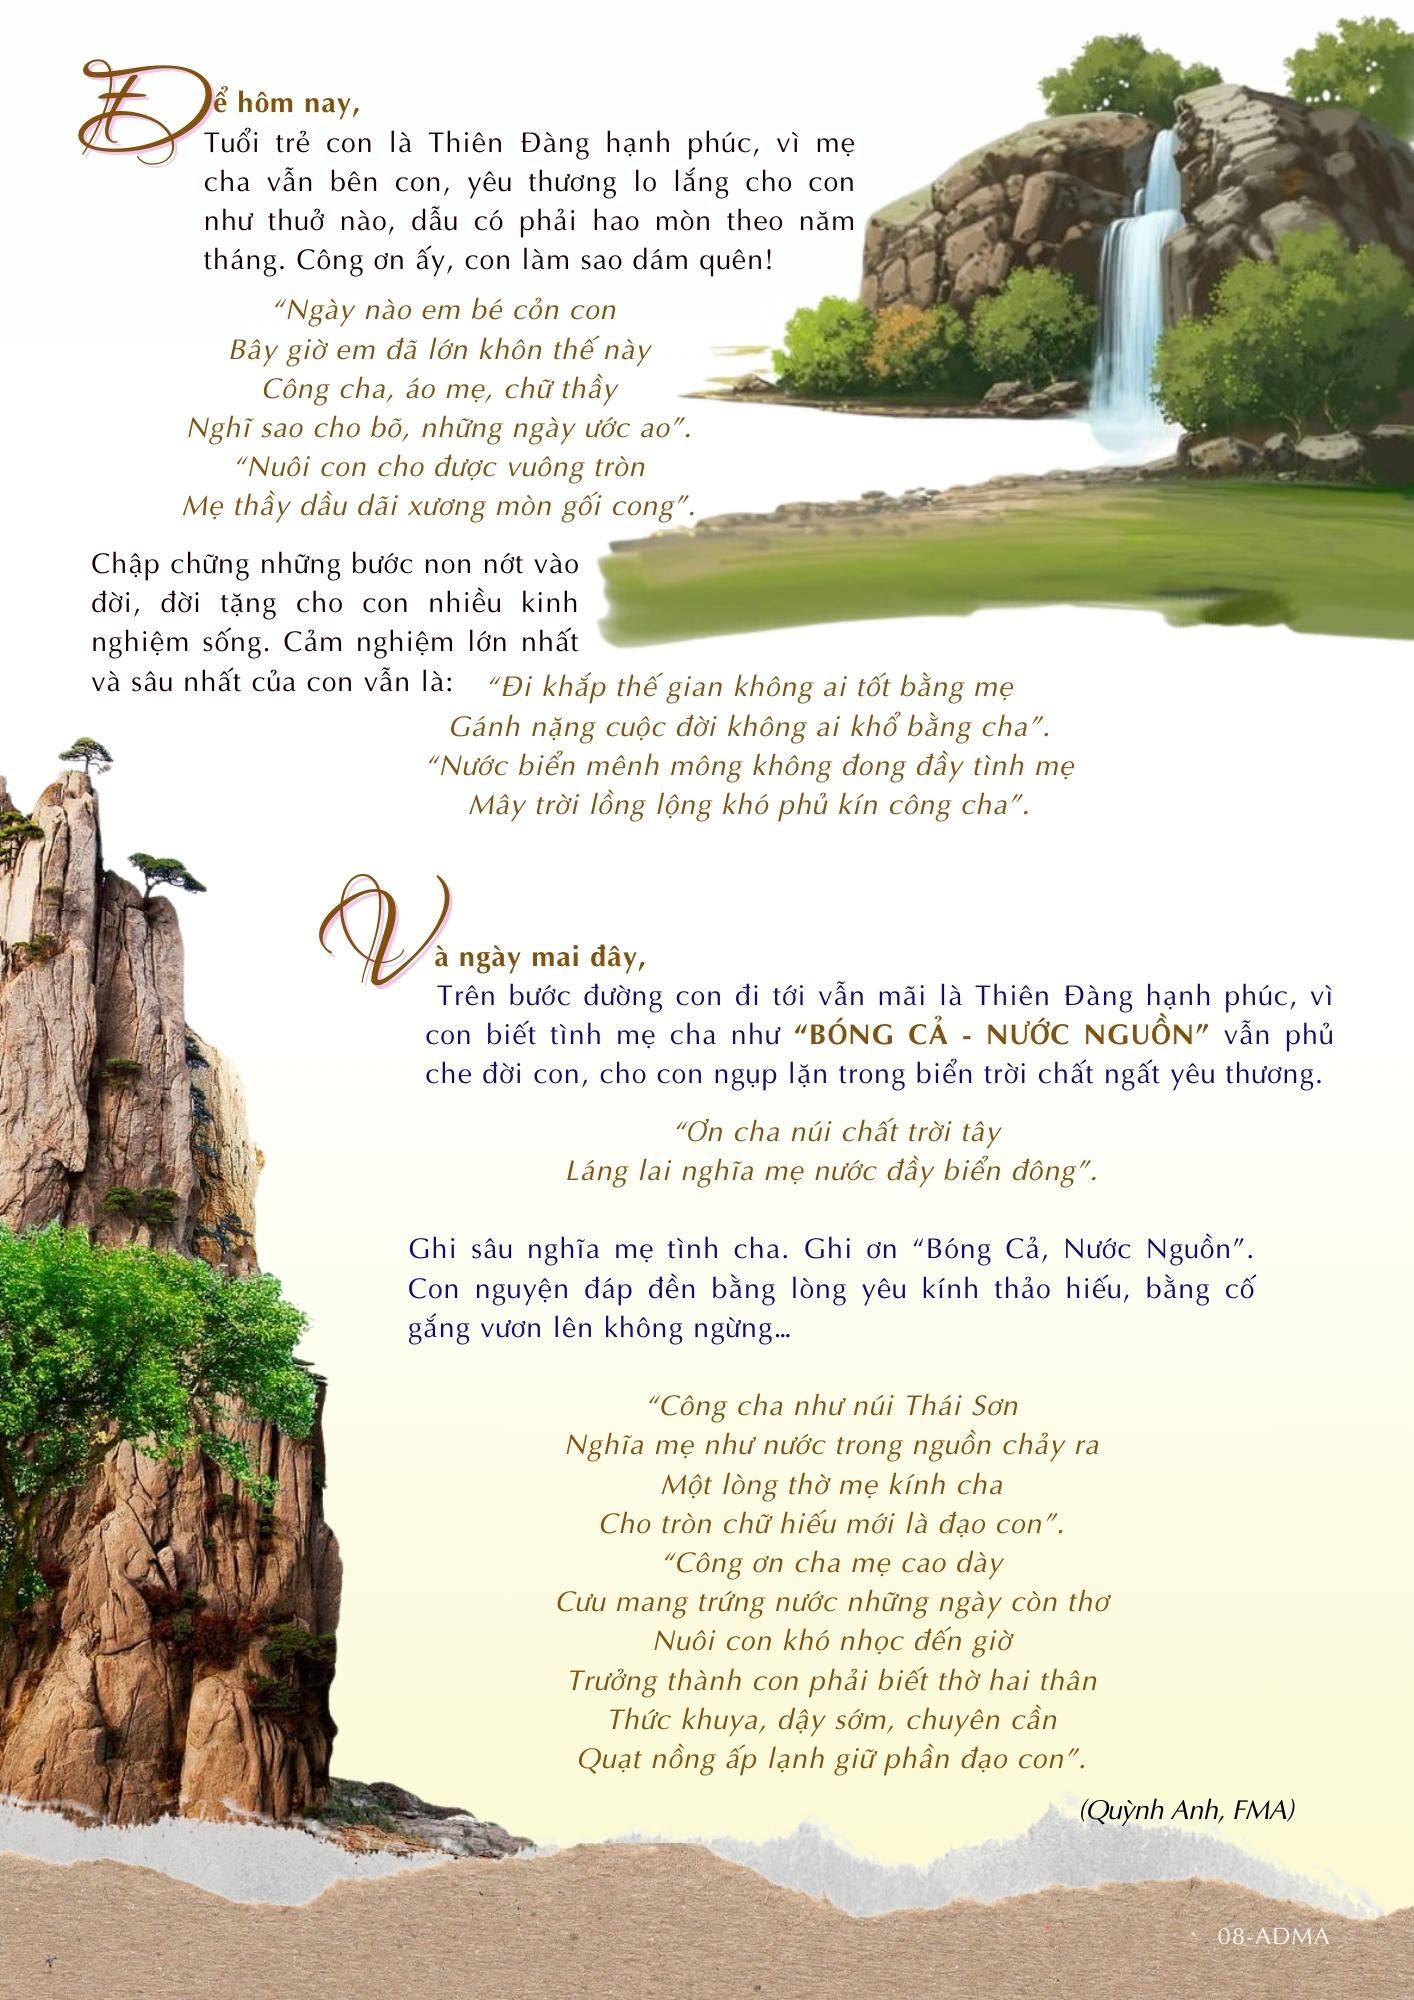 Để hôm nay,
Tuổi trẻ con là Thiên Đàng hạnh phúc, vì mẹ
cha vẫn bên con, yêu thương lo lắng cho con
như thuở nào, dẫu có phải hao mòn theo năm
tháng. Công ơn ấy, con làm sao dám quên!
“Ngày nào em bé cỏn con
Bây giờ em đã lớn khôn thế này
Công cha, áo mẹ, chữ thầy
Nghĩ sao cho bõ, những ngày ước ao”.
“Nuôi con cho được vuông tròn
Mẹ thầy dầu dãi xương mòn gối cong”.
Chập chững những bước non nớt vào
đời, đời tặng cho con nhiều kinh
nghiệm sống. Cảm nghiệm lớn nhất
và sâu nhất của con vẫn là:
“Đi khắp thế gian không ai tốt bằng mẹ
Gánh nặng cuộc đời không ai khổ bằng cha”.
“Nước biển mênh mông không đong đầy tình mẹ
Mây trời lồng lộng khó phủ kín công cha”.
Và ngày mai đây,
Trên bước đường con đi tới vẫn mãi là Thiên Đàng hạnh phúc, vì
con biết tình mẹ cha như “BÓNG CẢ - NƯỚC NGUỒN” vẫn phủ
che đời con, cho con ngụp lặn trong biển trời chất ngất yêu thương.
“Ơn cha núi chất trời tây
Láng lai nghĩa mẹ nước đầy biển đông”.
Ghi sâu nghĩa mẹ tình cha. Ghi ơn “Bóng Cả, Nước Nguồn”.
Con nguyện đáp đền bằng lòng yêu kính thảo hiếu, bằng cố
gắng vươn lên không ngừng...
“Công cha như núi Thái Sơn
Nghĩa mẹ như nước trong nguồn chảy ra
Một lòng thờ mẹ kính cha
Cho tròn chữ hiếu mới là đạo con”.
“Công ơn cha mẹ cao dày
Cưu mang trứng nước những ngày còn thơ
Nuôi con khó nhọc đến giờ
Trưởng thành con phải biết thờ hai thân
Thức khuya, dậy sớm, chuyên cần
Quạt nồng ấp lạnh giữ phần đạo con”.
(Quỳnh Anh, FMA)
08-ADMA